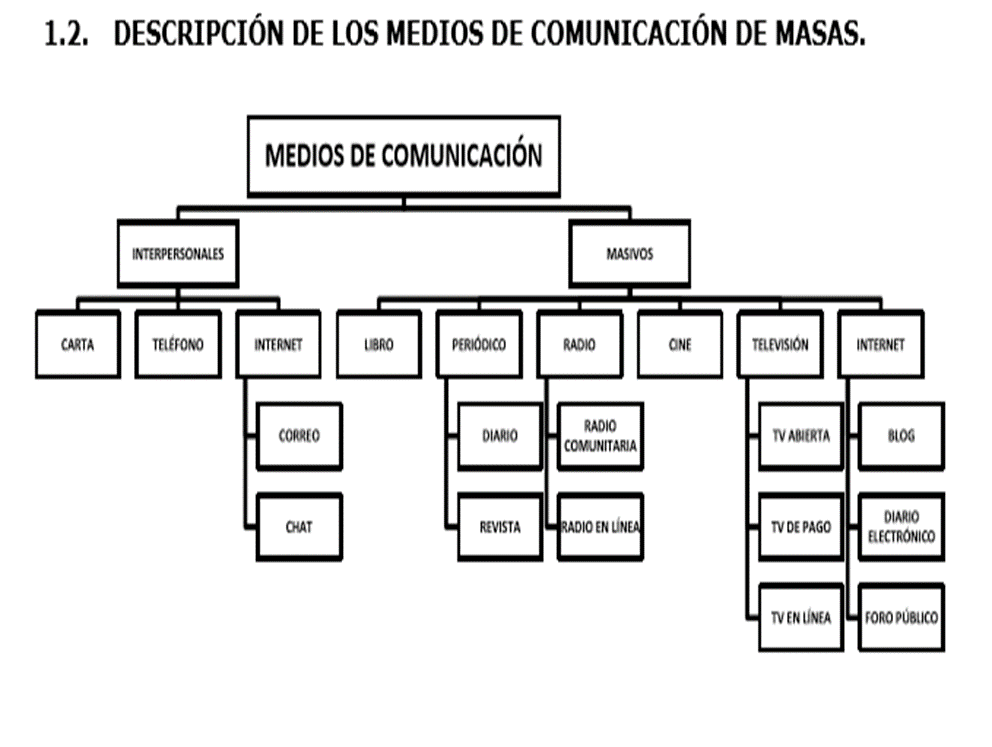 1.2. DESCRIPCIÓN DE LOS MEDIOS DE COMUNICACIÓN DE MASAS.
MEDIOS DE COMUNICACIÓN
INTERPERSONALES
MASIVOS
CARTA
TELÉFONO
INTERNET
LIBRO
PERIÓDICO
RADIO
CINE
TELEVISIÓN
INTERNET
CORREO
DIARIO
RADIO
COMUNITARIA
TV ABIERTA
BLOG
CHAT
REVISTA
RADIO EN LÍNEA
TV DE PAGO
DIARIO
ELECTRÓNICO
TV EN LÍNEA
FORO PÚBLICO